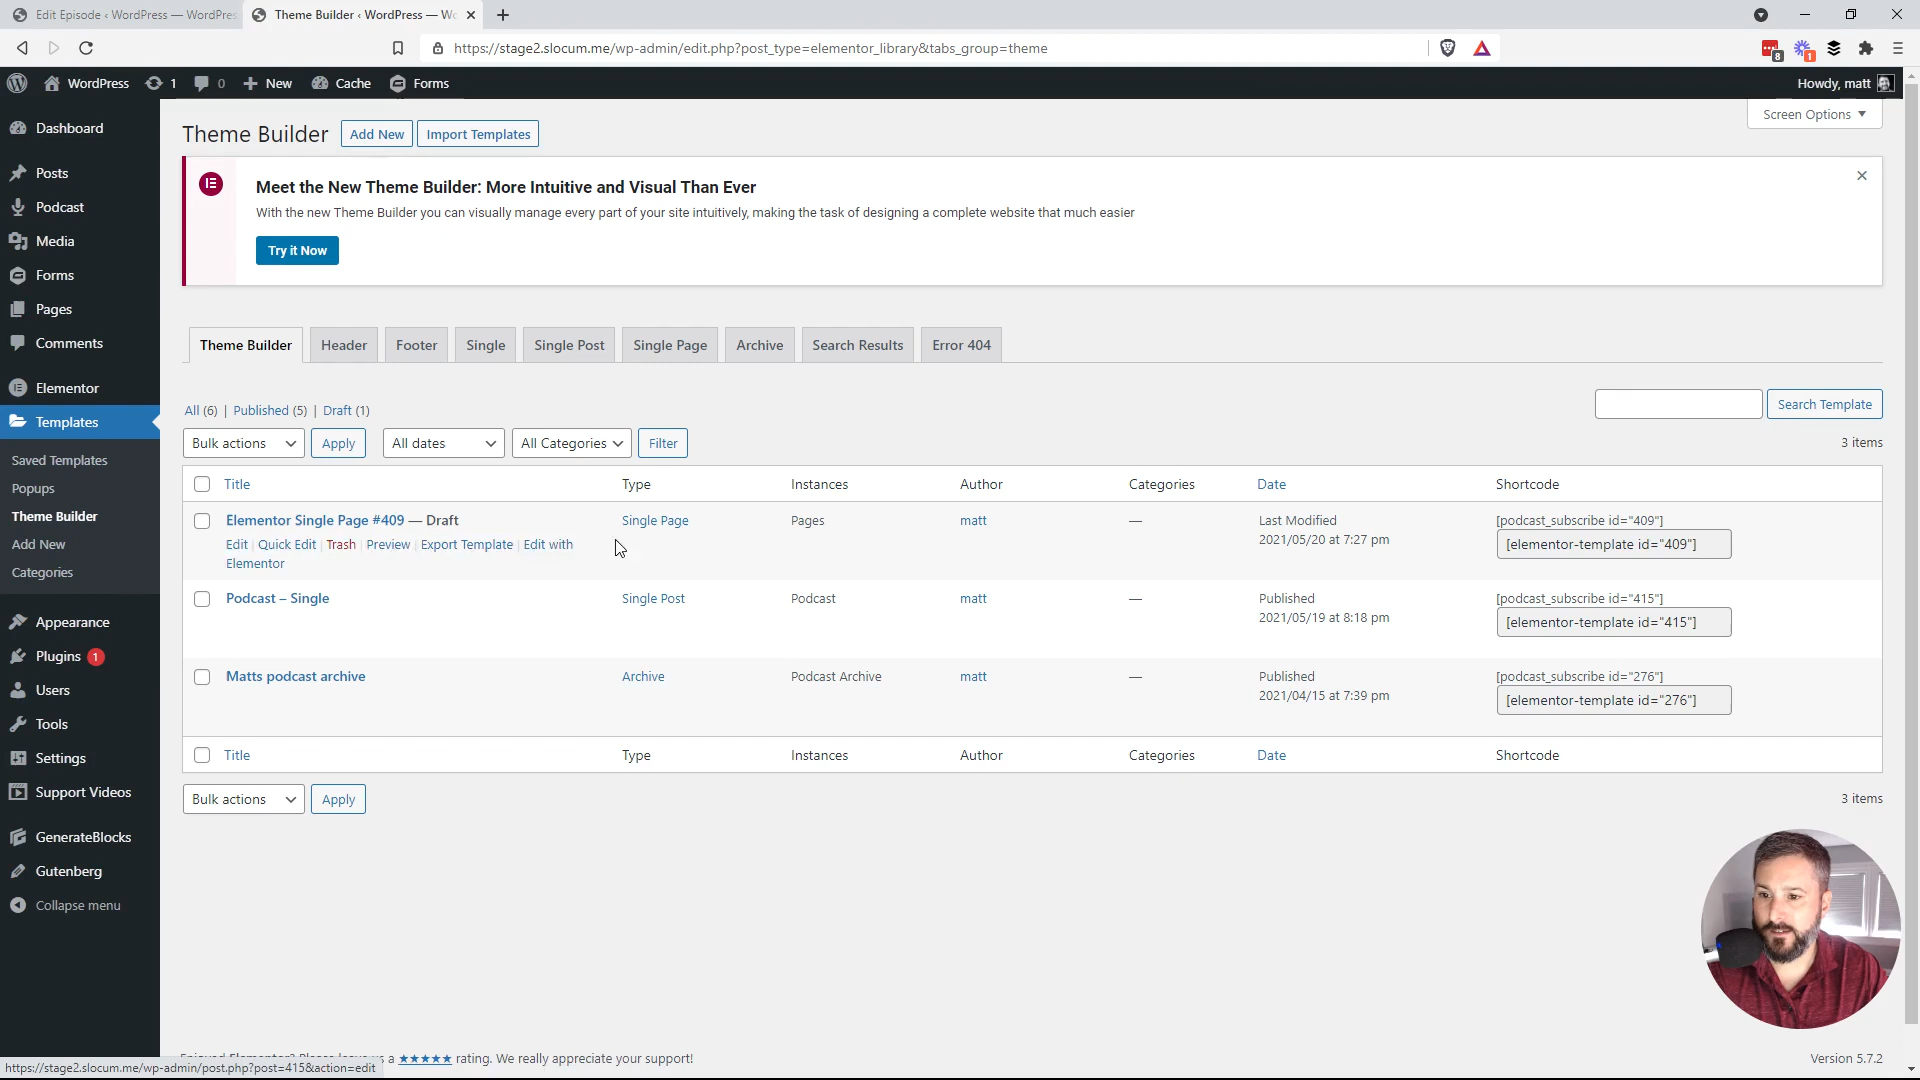 Edit Episode ‹ WordPress — WordPres
Theme Builder ‹ WordPress — Wo
https://stage2.slocum.me/wp-admin/edit.php?post_type=elementor_library&tabs_group=theme
8
1
WordPress
1
0
New
Cache
Forms
Howdy, matt
Dashboard
Posts
Podcast
Media
Forms
Pages
Comments
Elementor
Templates
Saved Templates
Popups
Theme Builder
Add New
Categories
Appearance
Plugins 1
Users
Tools
Settings
Support Videos
GenerateBlocks
Gutenberg
Collapse menu
Screen Options
Theme Builder
Add New
Import Templates
Meet the New Theme Builder: More Intuitive and Visual Than Ever
With the new Theme Builder you can visually manage every part of your site intuitively, making the task of designing a complete website that much easier
Try it Now
Theme Builder
Header
Footer
Single
Single Post
Single Page
Archive
Search Results
Error 404
All (6) | Published (5) | Draft (1)
Search Template
Bulk actions
Apply
All dates
All Categories
Filter
3 items
Title Type Instances Author Categories Date Shortcode
Elementor Single Page #409 — Draft Single Page Pages matt — Last Modified [podcast_subscribe id="409"]
2021/05/20 at 7:27 pm [elementor-template id="409"]
Edit | Quick Edit | Trash | Preview | Export Template | Edit with
Elementor
Podcast – Single Single Post Podcast matt — Published [podcast_subscribe id="415"]
2021/05/19 at 8:18 pm [elementor-template id="415"]
Matts podcast archive Archive Podcast Archive matt — Published [podcast_subscribe id="276"]
2021/04/15 at 7:39 pm [elementor-template id="276"]
Title Type Instances Author Categories Date Shortcode
Bulk actions
Apply
3 items
a ★★★★★ rating. We really appreciate your support!
Version 5.7.2
https://stage2.slocum.me/wp-admin/post.php?post=415&action=edit